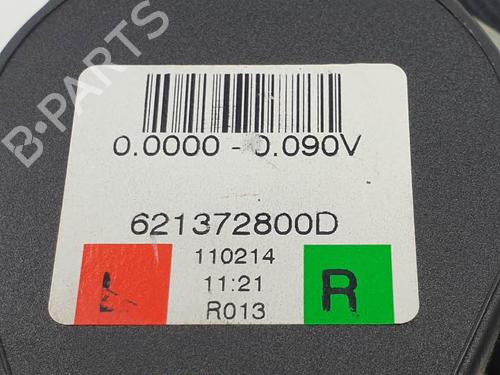 B-PARTS
0.0000 - 0.090V
621372800D
110214
L
11:21
R
R013